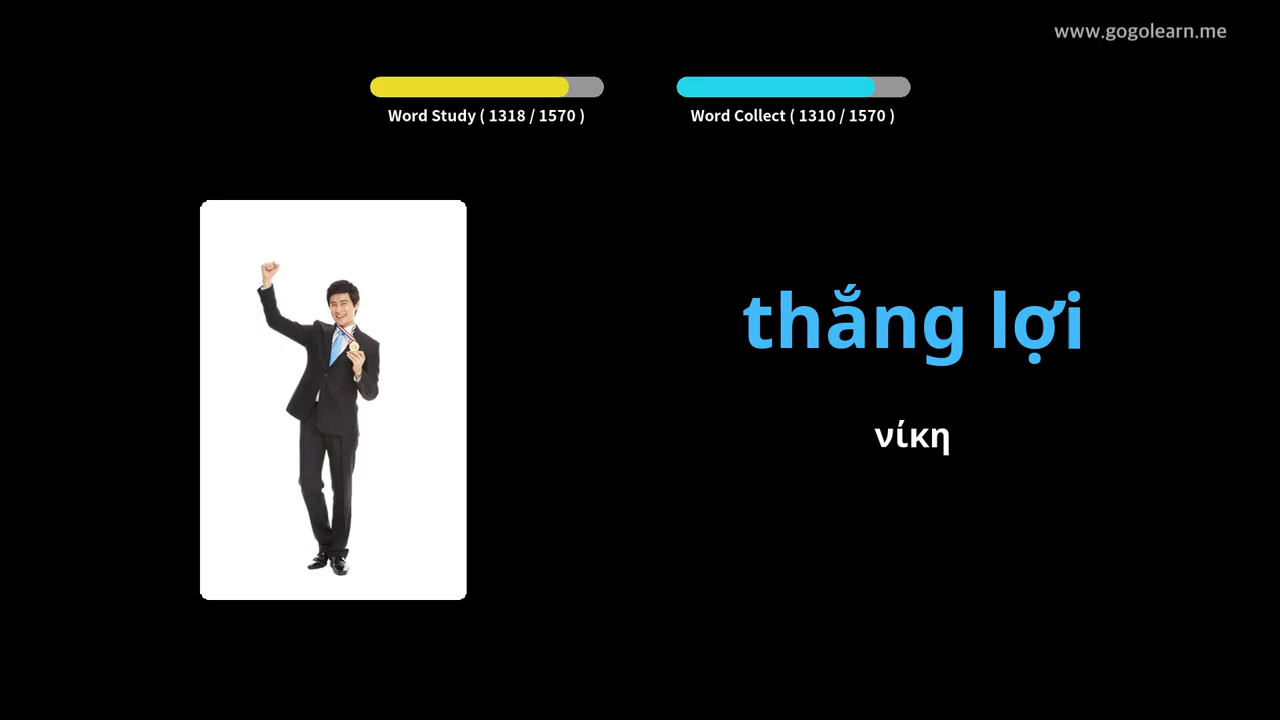 www.gogolearn.me
Word Study ( 1318 / 1570 )
Word Collect ( 1310 / 1570 )
thắng lợi
νίκη